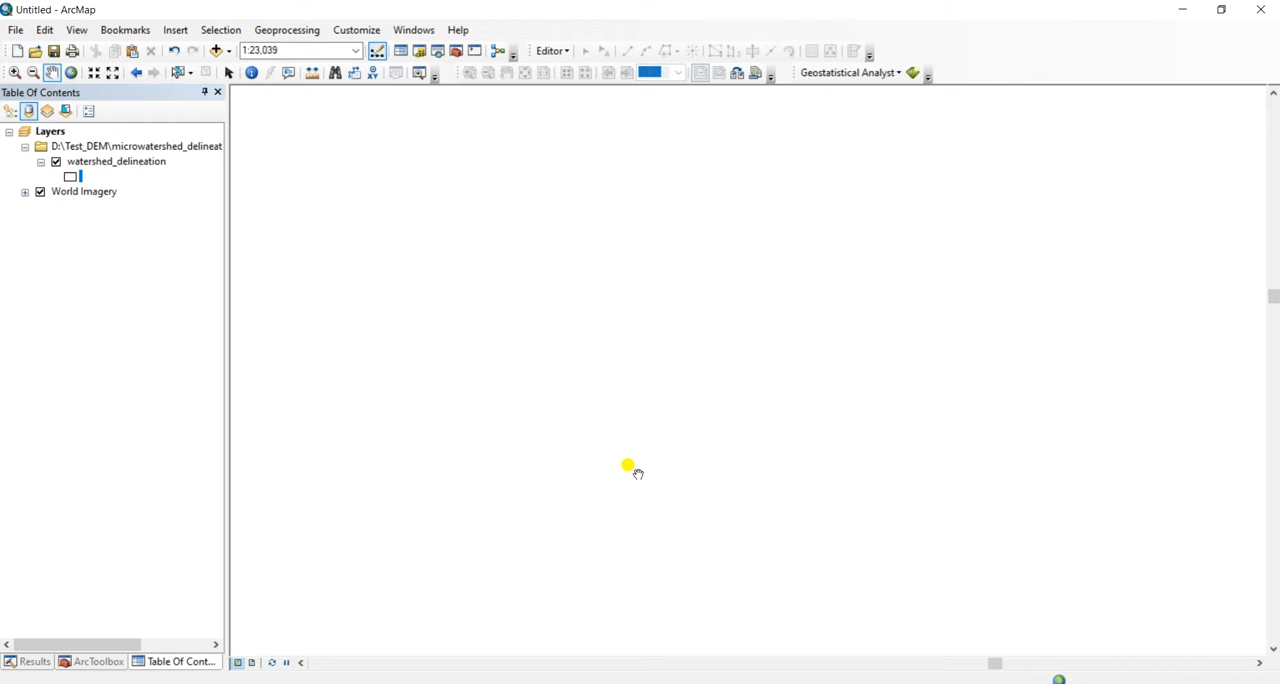 Untitled - ArcMap
File Edit View Bookmarks Insert Selection Geoprocessing Customize Windows Help
1:23,039 Editor
Geostatistical Analyst
Table Of Contents
Layers
D:\Test_DEM\microwatershed_delineat
watershed_delineation
World Imagery
Results ArcToolbox Table Of Cont...